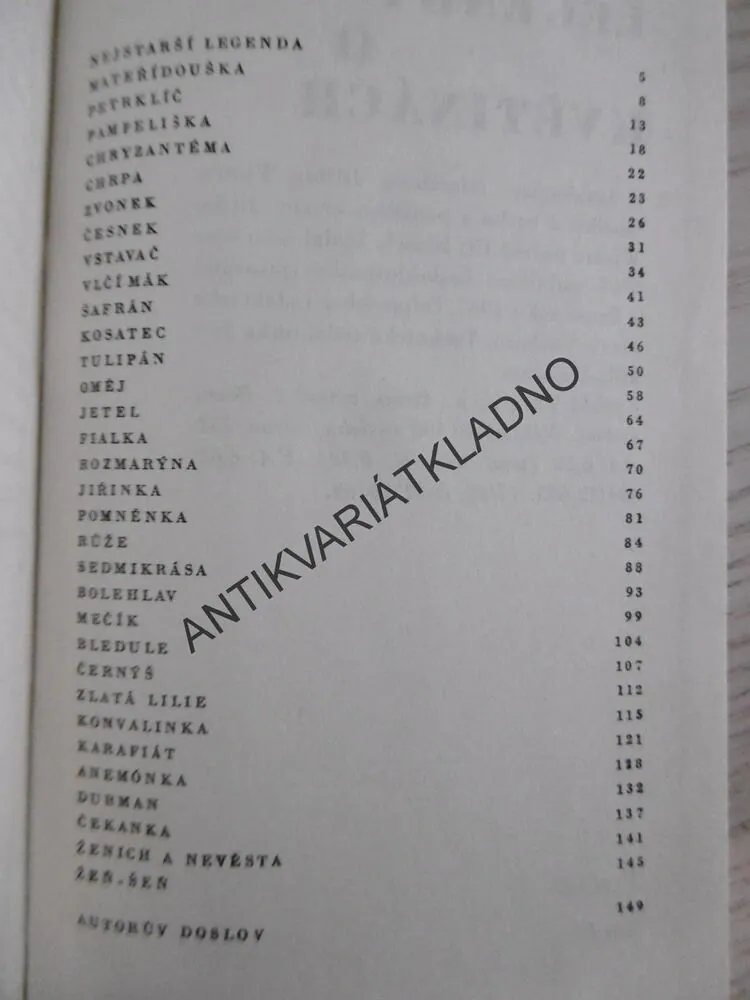 NEJSTARŠÍ LEGENDA 5
MATEŘÍDOUŠKA 8
PETRKLÍČ 13
PAMPELIŠKA 18
CHRYZANTÉMA 22
CHRPA 23
ZVONEK 26
ČESNEK 31
VSTAVAČ 34
VLČÍ MÁK 41
ŠAFRÁN 43
KOSATEC 46
TULIPÁN 50
OMĚJ 58
JETEL 64
FIALKA 67
ROZMARÝNA 70
JIŘINKA 76
POMNĚNKA 81
RŮŽE 84
SEDMIKRÁSA 88
BOLEHLAV 93
MEČÍK 99
BLEDULE 104
ČERNÝŠ 107
ZLATÁ LILIE 112
KONVALINKA 115
KARAFIÁT 121
ANEMÓNKA 128
DURMAN 132
ČEKANKA 137
ŽENICH A NEVĚSTA 141
ŽEŇ-ŠEŇ 145
AUTORŮV DOSLOV 149
ANTIKVARIÁTKLADNO